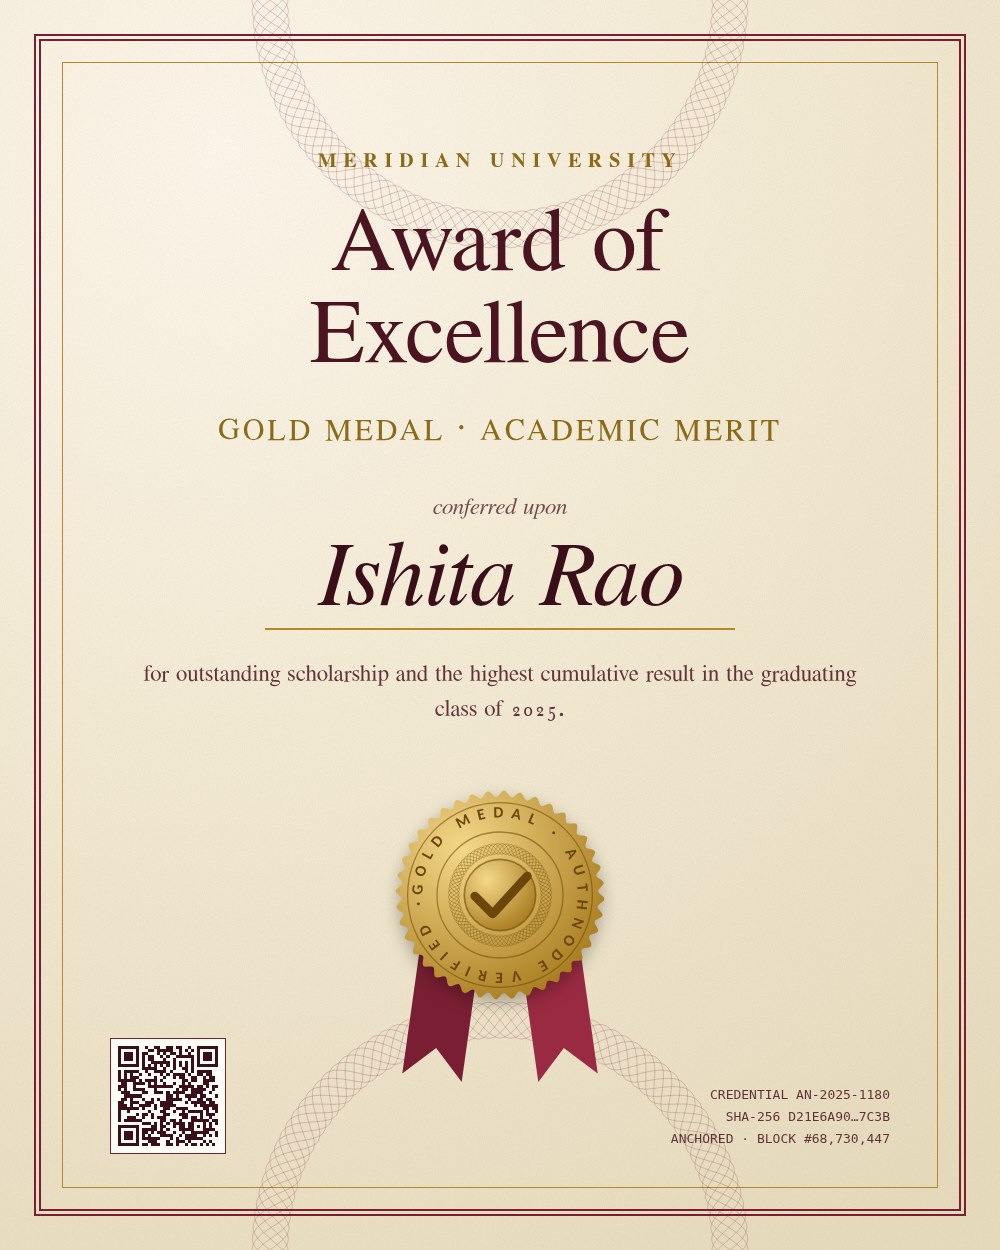 MERIDIAN UNIVERSITY
Award of
Excellence
GOLD MEDAL · ACADEMIC MERIT
conferred upon
Ishita Rao
for outstanding scholarship and the highest cumulative result in the graduating
class of 2025.
GOLD MEDAL · AUTHNODE VERIFIED ·
CREDENTIAL AN-2025-1180
SHA-256 D21E6A90…7C3B
ANCHORED · BLOCK #68,730,447